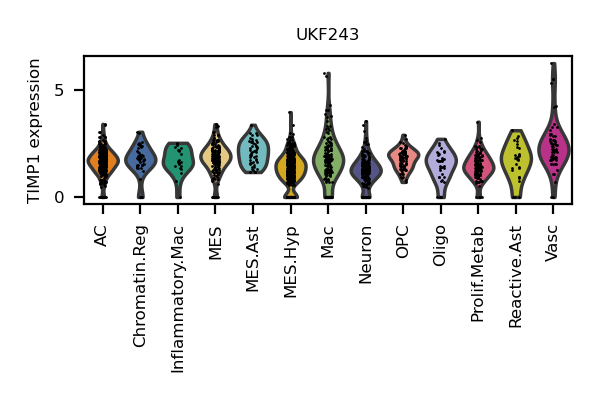 UKF243
TIMP1 expression
5
0
AC
Chromatin.Reg
Inflammatory.Mac
MES
MES.Ast
MES.Hyp
Mac
Neuron
OPC
Oligo
Prolif.Metab
Reactive.Ast
Vasc